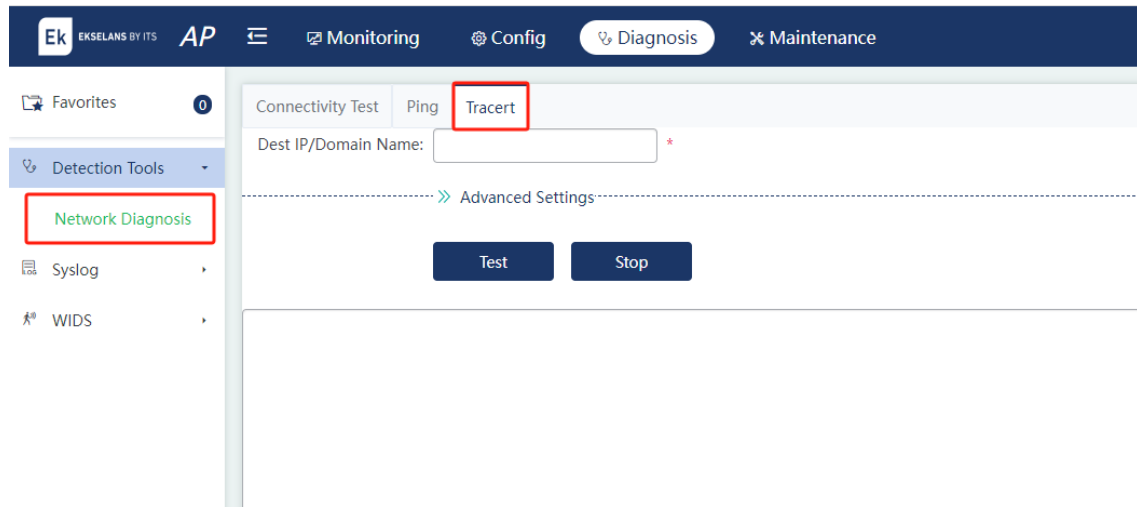 Ek EKSELANS BY ITS AP Monitoring Config Diagnosis Maintenance
Favorites 0
Connectivity Test Ping Tracert
Dest IP/Domain Name: *
Detection Tools
Advanced Settings
Network Diagnosis
Test Stop
Syslog
WIDS